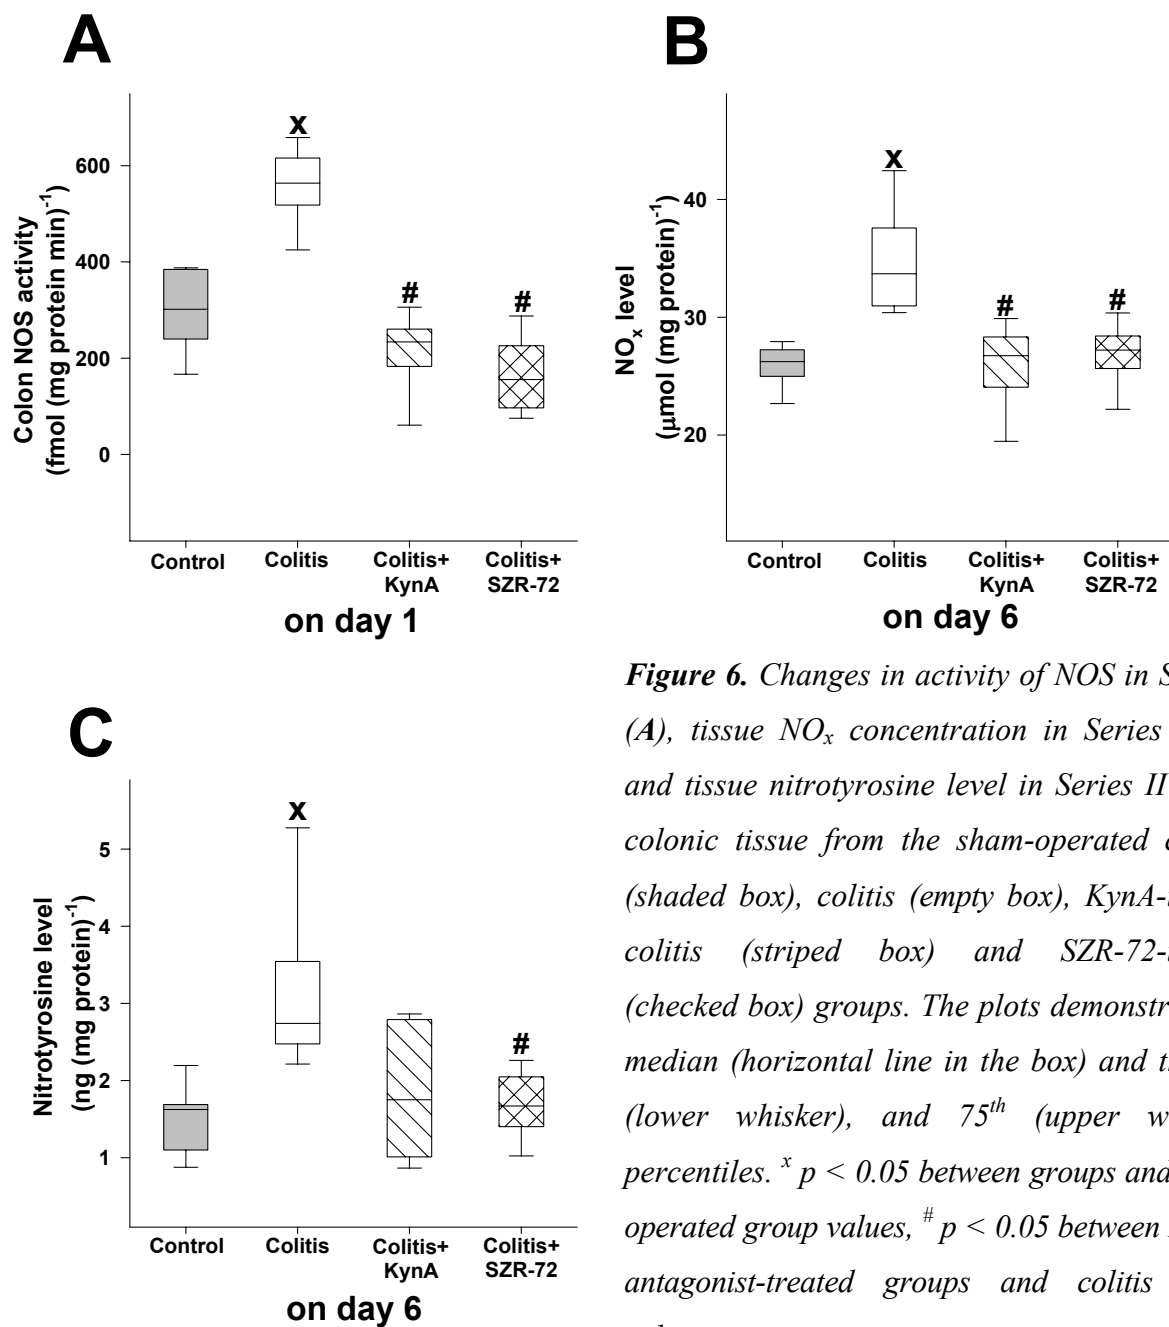 A
Colon NOS activity
(fmol (mg protein min)⁻¹)
600
400
200
0
x
#
#
Control
Colitis
Colitis+
KynA
Colitis+
SZR-72
on day 1
B
NOₓ level
(μmol (mg protein)⁻¹)
40
30
20
x
#
#
Control
Colitis
Colitis+
KynA
Colitis+
SZR-72
on day 6
C
Nitrotyrosine level
(ng (mg protein)⁻¹)
5
4
3
2
1
x
#
Control
Colitis
Colitis+
KynA
Colitis+
SZR-72
on day 6
Figure 6. Changes in activity of NOS in
(A), tissue NOₓ concentration in Series
and tissue nitrotyrosine level in Series II
colonic tissue from the sham-operated
(shaded box), colitis (empty box), KynA-
colitis (striped box) and SZR-72-
(checked box) groups. The plots
median (horizontal line in the box) and
(lower whisker), and 75ᵗʰ (upper
percentiles. ˣ p < 0.05 between groups and
operated group values, # p < 0.05 between
antagonist-treated groups and colitis